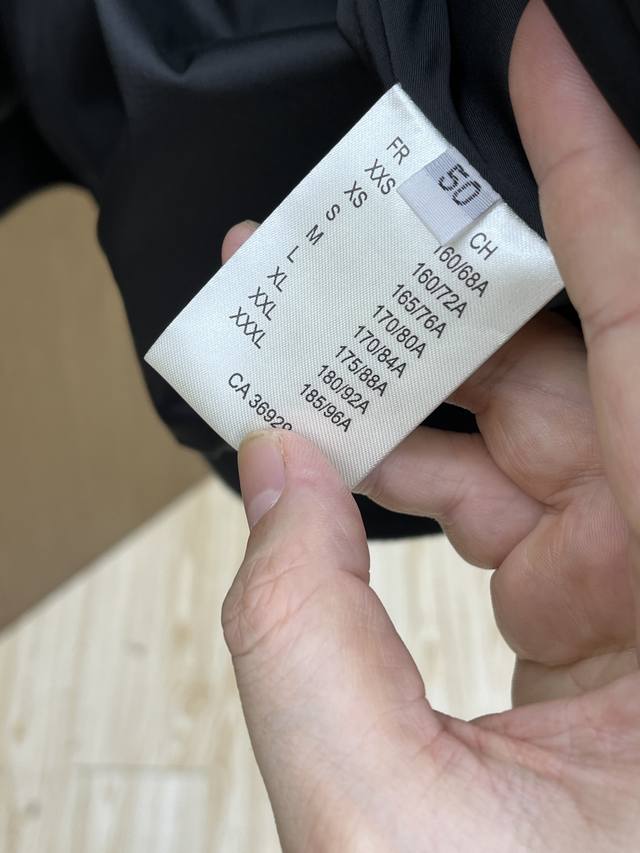 50
FR CH
XXS 160/68A
XS 160/72A
S 165/76A
M 170/80A
L 170/84A
XL 175/88A
XXL 180/92A
XXXL 185/96A
CA 36929